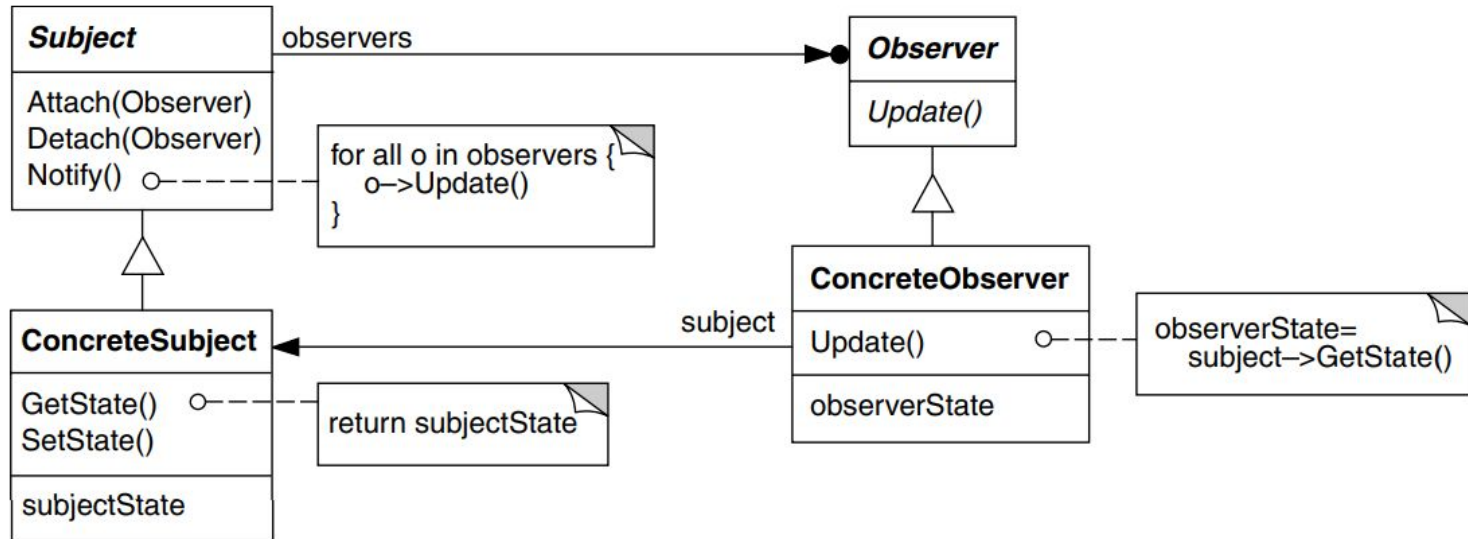 Subject
observers
Observer
Attach(Observer)
Detach(Observer)
Notify()
for all o in observers {
o–>Update()
}
Update()
ConcreteSubject
GetState()
SetState()
subjectState
return subjectState
subject
ConcreteObserver
Update()
observerState
observerState=
subject–>GetState()